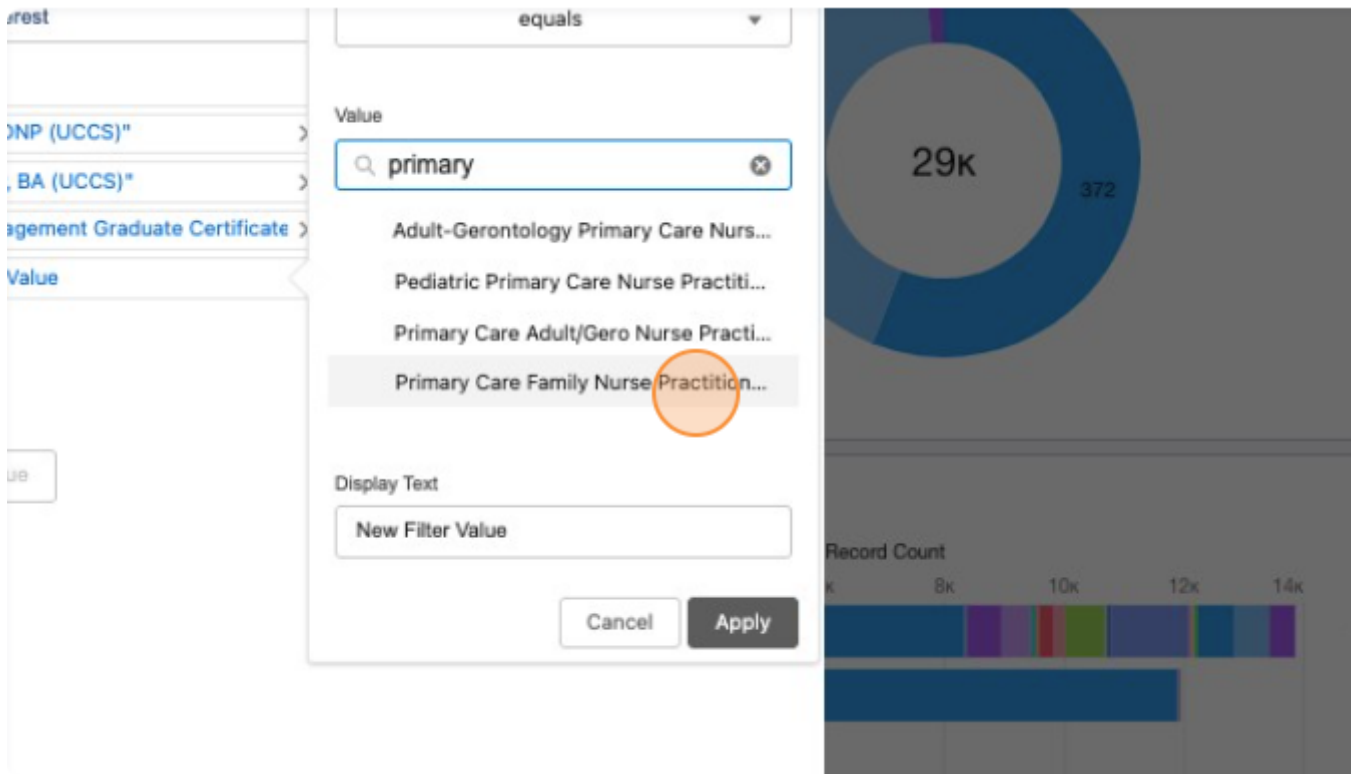 equals
DNP (UCCS)"
, BA (UCCS)"
Graduate Certificate
Value
Value
primary
Adult-Gerontology Primary Care Nurs...
Pediatric Primary Care Nurse Practiti...
Primary Care Adult/Gero Nurse Practi...
Primary Care Family Nurse Practition...
Display Text
New Filter Value
Cancel
Apply
29K
372
Record Count
8K 10K 12K 14K